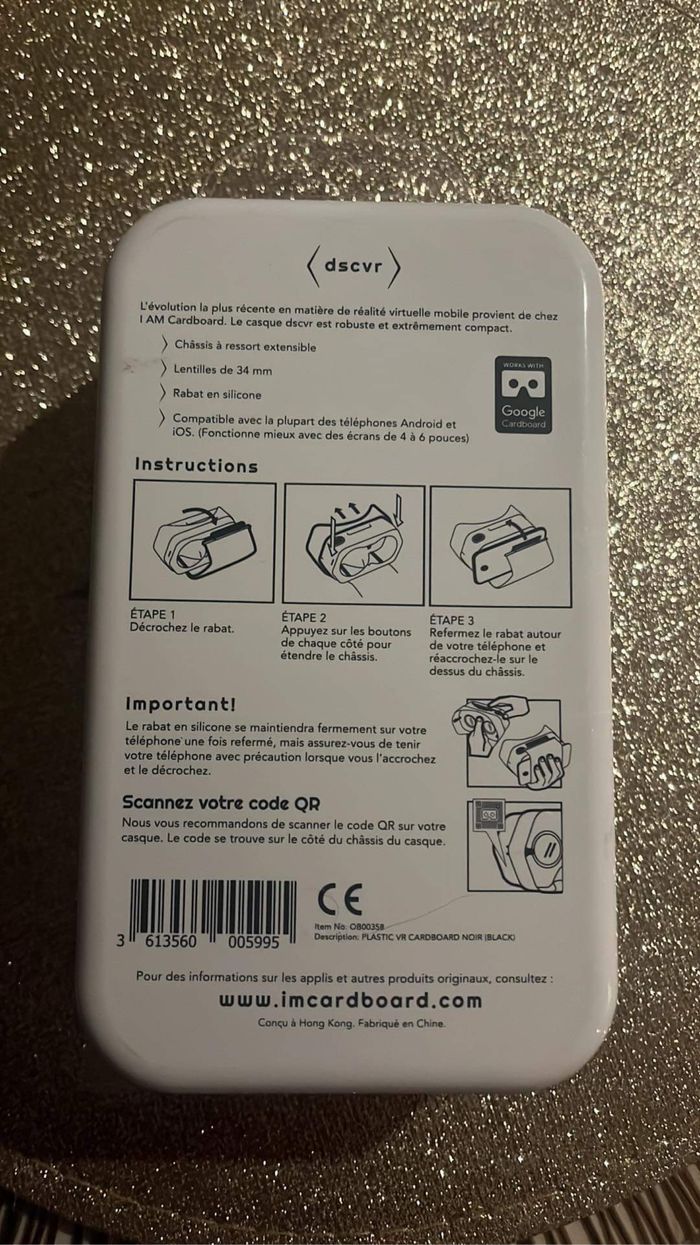 〈 dscvr 〉
L'évolution la plus récente en matière de réalité virtuelle mobile provient de chez
I AM Cardboard. Le casque dscvr est robuste et extrêmement compact.
〉 Châssis à ressort extensible
〉 Lentilles de 34 mm
〉 Rabat en silicone
〉 Compatible avec la plupart des téléphones Android et
iOS. (Fonctionne mieux avec des écrans de 4 à 6 pouces)
WORKS WITH
Google
Cardboard
Instructions
ÉTAPE 1
Décrochez le rabat.
ÉTAPE 2
Appuyez sur les boutons
de chaque côté pour
étendre le châssis.
ÉTAPE 3
Refermez le rabat autour
de votre téléphone et
réaccrochez-le sur le
dessus du châssis.
Important!
Le rabat en silicone se maintiendra fermement sur votre
téléphone une fois refermé, mais assurez-vous de tenir
votre téléphone avec précaution lorsque vous l'accrochez
et le décrochez.
Scannez votre code QR
Nous vous recommandons de scanner le code QR sur votre
casque. Le code se trouve sur le côté du châssis du casque.
3 613560 005995
CE
Item No: OB00358
Description: PLASTIC VR CARDBOARD NOIR (BLACK)
Pour des informations sur les applis et autres produits originaux, consultez :
www.imcardboard.com
Conçu à Hong Kong. Fabriqué en Chine.